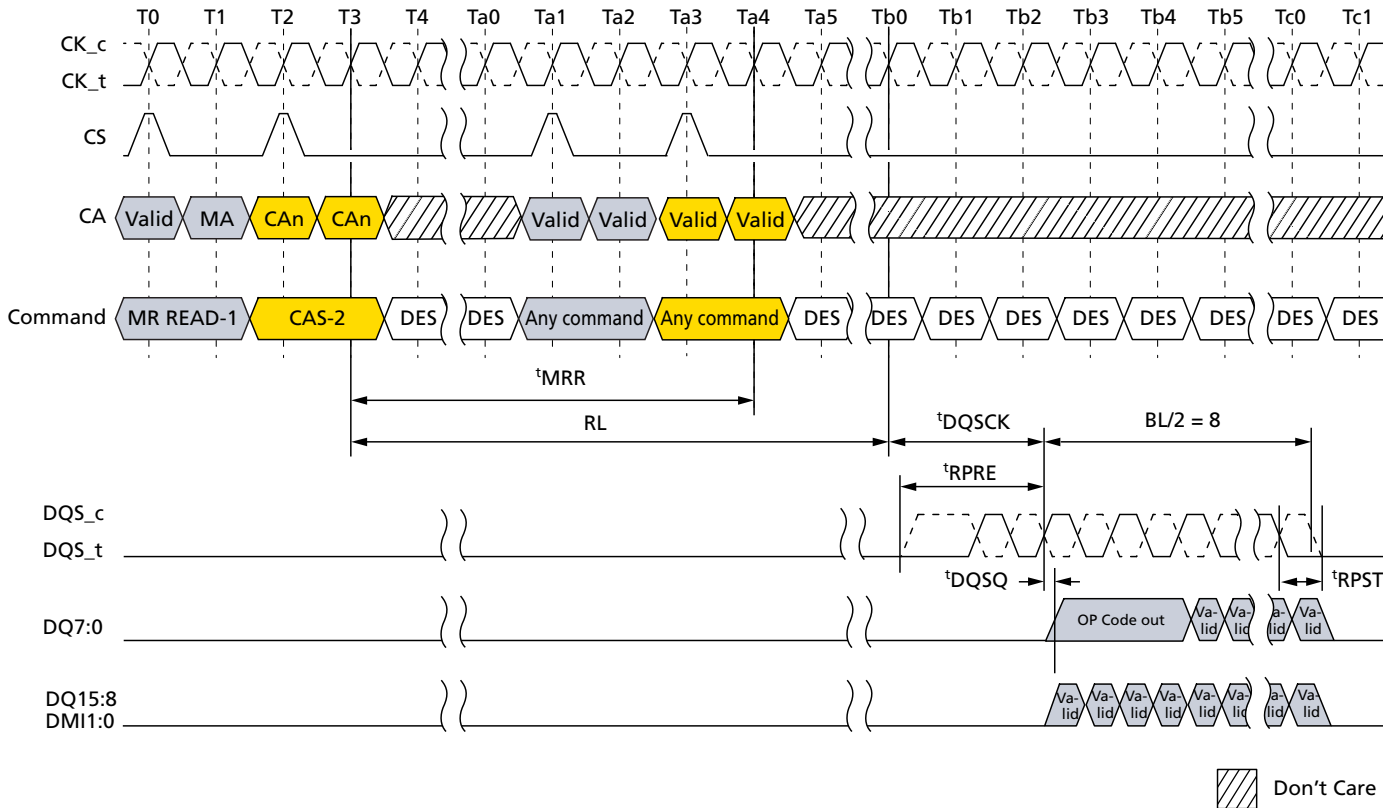 T0 T1 T2 T3 T4 Ta0 Ta1 Ta2 Ta3 Ta4 Ta5 Tb0 Tb1 Tb2 Tb3 Tb4 Tb5 Tc0 Tc1
CK_c
CK_t
CS
CA Valid MA CAn CAn Valid Valid Valid Valid
Command MR READ-1 CAS-2 DES DES Any command Any command DES DES DES DES DES DES DES DES DES
tMRR
RL tDQSCK BL/2 = 8
tRPRE
DQS_c
DQS_t
tDQSQ tRPST
DQ7:0 OP Code out Va-lid Va-lid a-lid Va-lid
DQ15:8
DMI1:0 Va-lid Va-lid Va-lid Va-lid Va-lid Va-lid Va-lid Va-lid
Don't Care